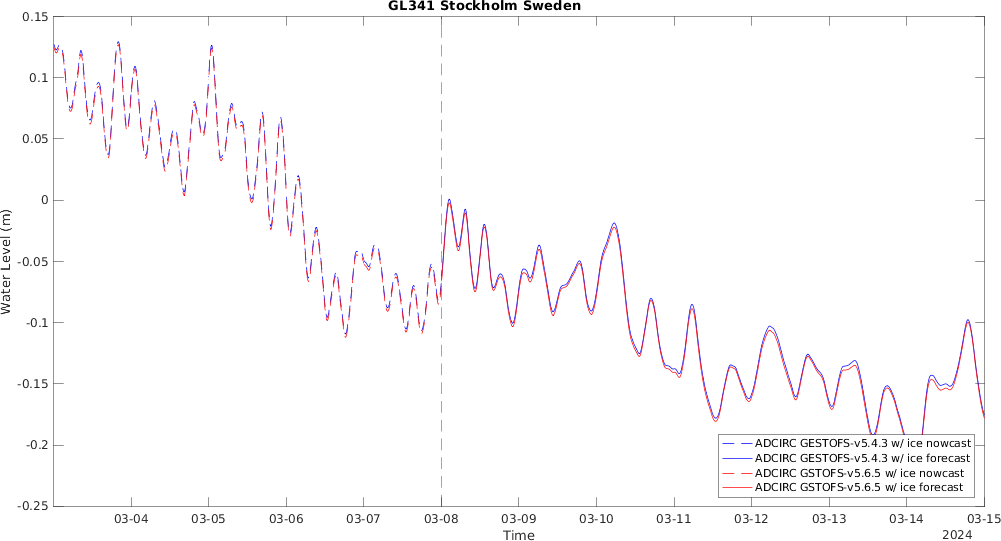 GL341 Stockholm Sweden
0.15
0.1
0.05
0
-0.05
-0.1
-0.15
-0.2
-0.25
Water Level (m)
ADCIRC GESTOFS-v5.4.3 w/ ice nowcast
ADCIRC GESTOFS-v5.4.3 w/ ice forecast
ADCIRC GSTOFS-v5.6.5 w/ ice nowcast
ADCIRC GSTOFS-v5.6.5 w/ ice forecast
03-04 03-05 03-06 03-07 03-08 03-09 03-10 03-11 03-12 03-13 03-14 03-15
Time
2024